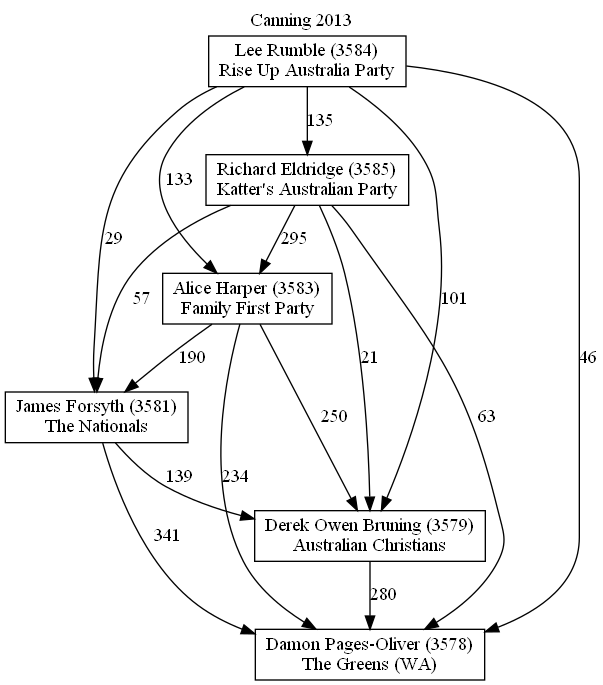 Canning 2013
Lee Rumble (3584)
Rise Up Australia Party
135
Richard Eldridge (3585)
Katter's Australian Party
133
29
295
57
101
21
46
Alice Harper (3583)
Family First Party
190
250
63
234
James Forsyth (3581)
The Nationals
139
341
Derek Owen Bruning (3579)
Australian Christians
280
Damon Pages-Oliver (3578)
The Greens (WA)